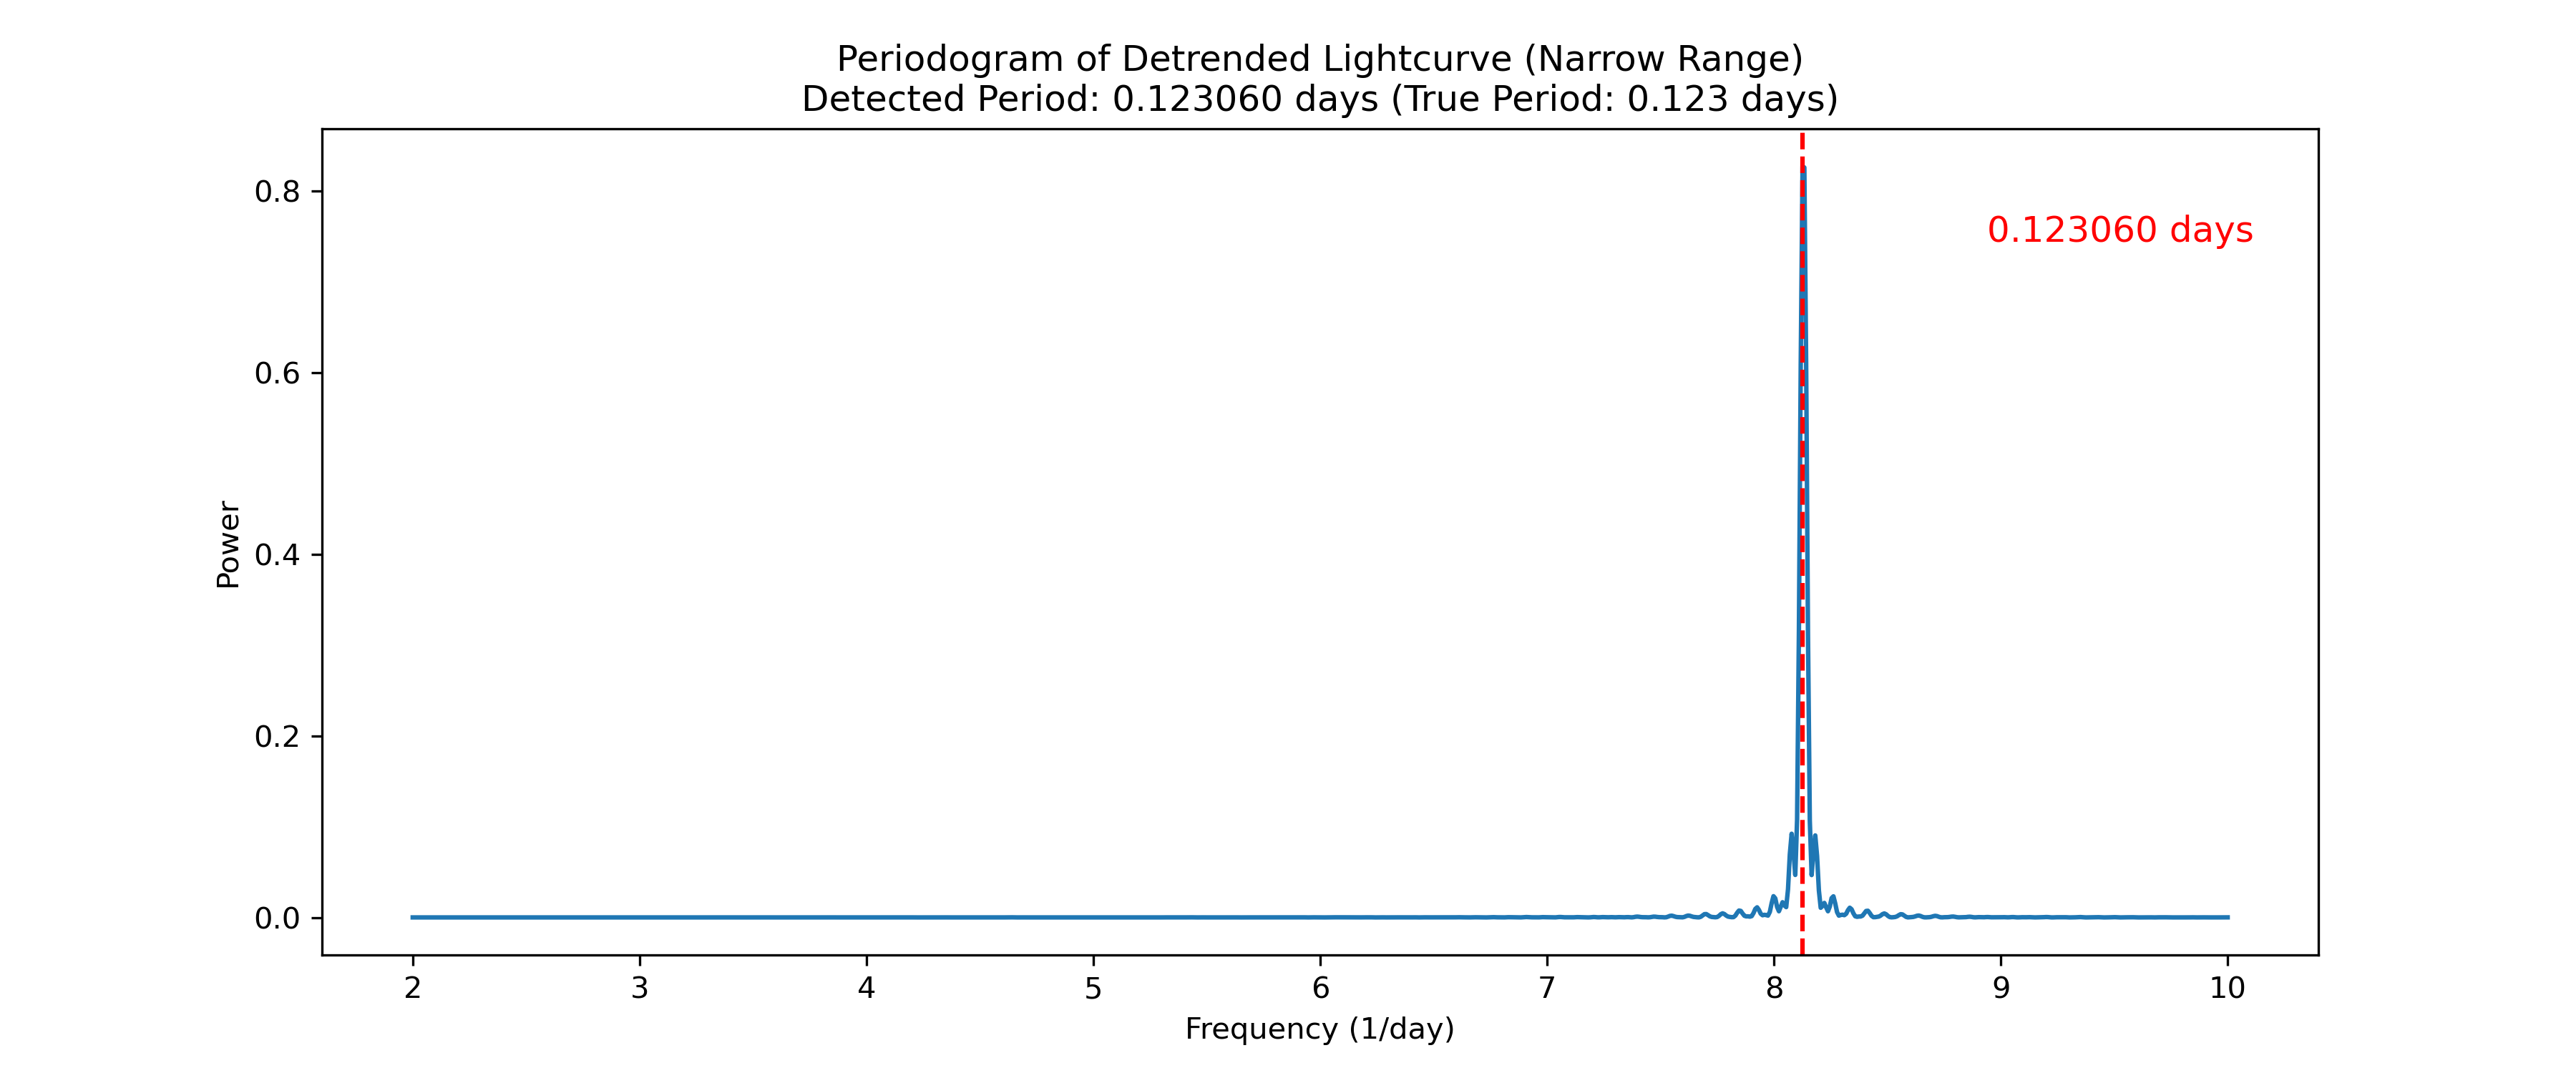 Periodogram of Detrended Lightcurve (Narrow Range)
Detected Period: 0.123060 days (True Period: 0.123 days)
0.123060 days
Power
0.8
0.6
0.4
0.2
0.0
2 3 4 5 6 7 8 9 10
Frequency (1/day)